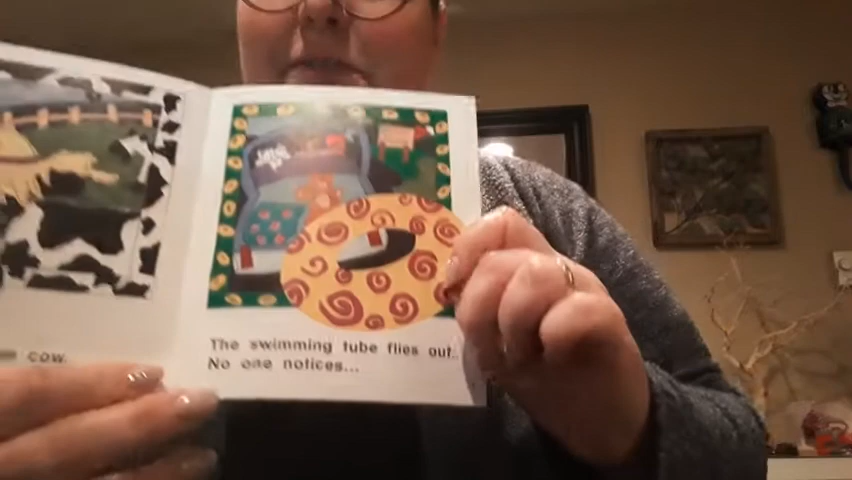 cow.
The swimming tube flies out.
No one notices...